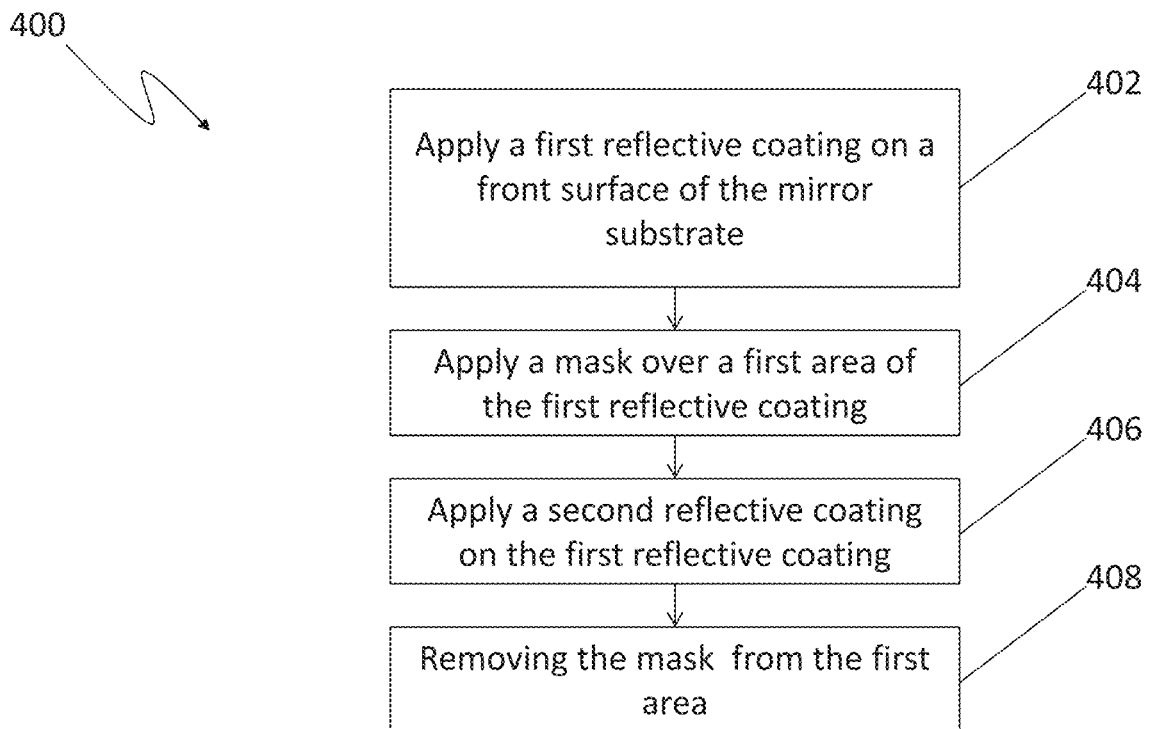 400
402
Apply a first reflective coating on a
front surface of the mirror
substrate
404
Apply a mask over a first area of
the first reflective coating
406
Apply a second reflective coating
on the first reflective coating
408
Removing the mask from the first
area